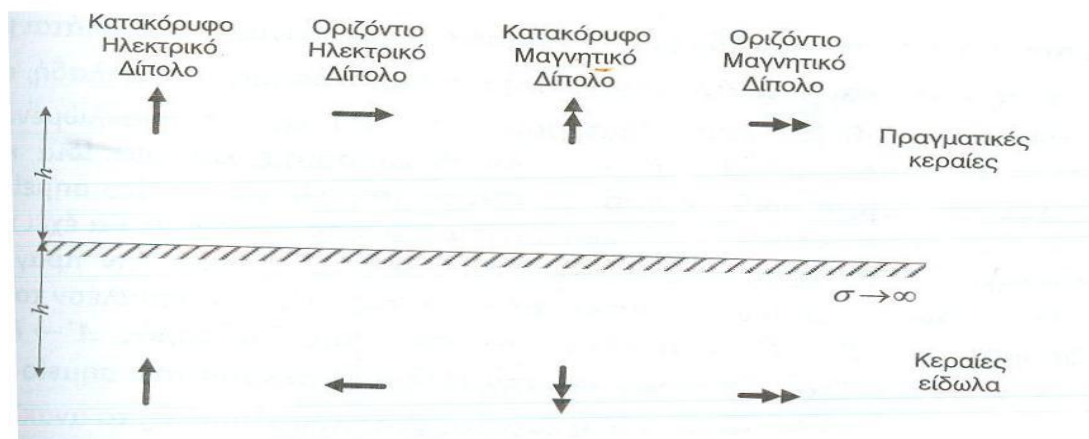 Κατακόρυφο
Ηλεκτρικό
Δίπολο
Οριζόντιο
Ηλεκτρικό
Δίπολο
Κατακόρυφο
Μαγνητικό
Δίπολο
Οριζόντιο
Μαγνητικό
Δίπολο
Πραγματικές
κεραίες
h
h
σ→∞
Κεραίες
είδωλα